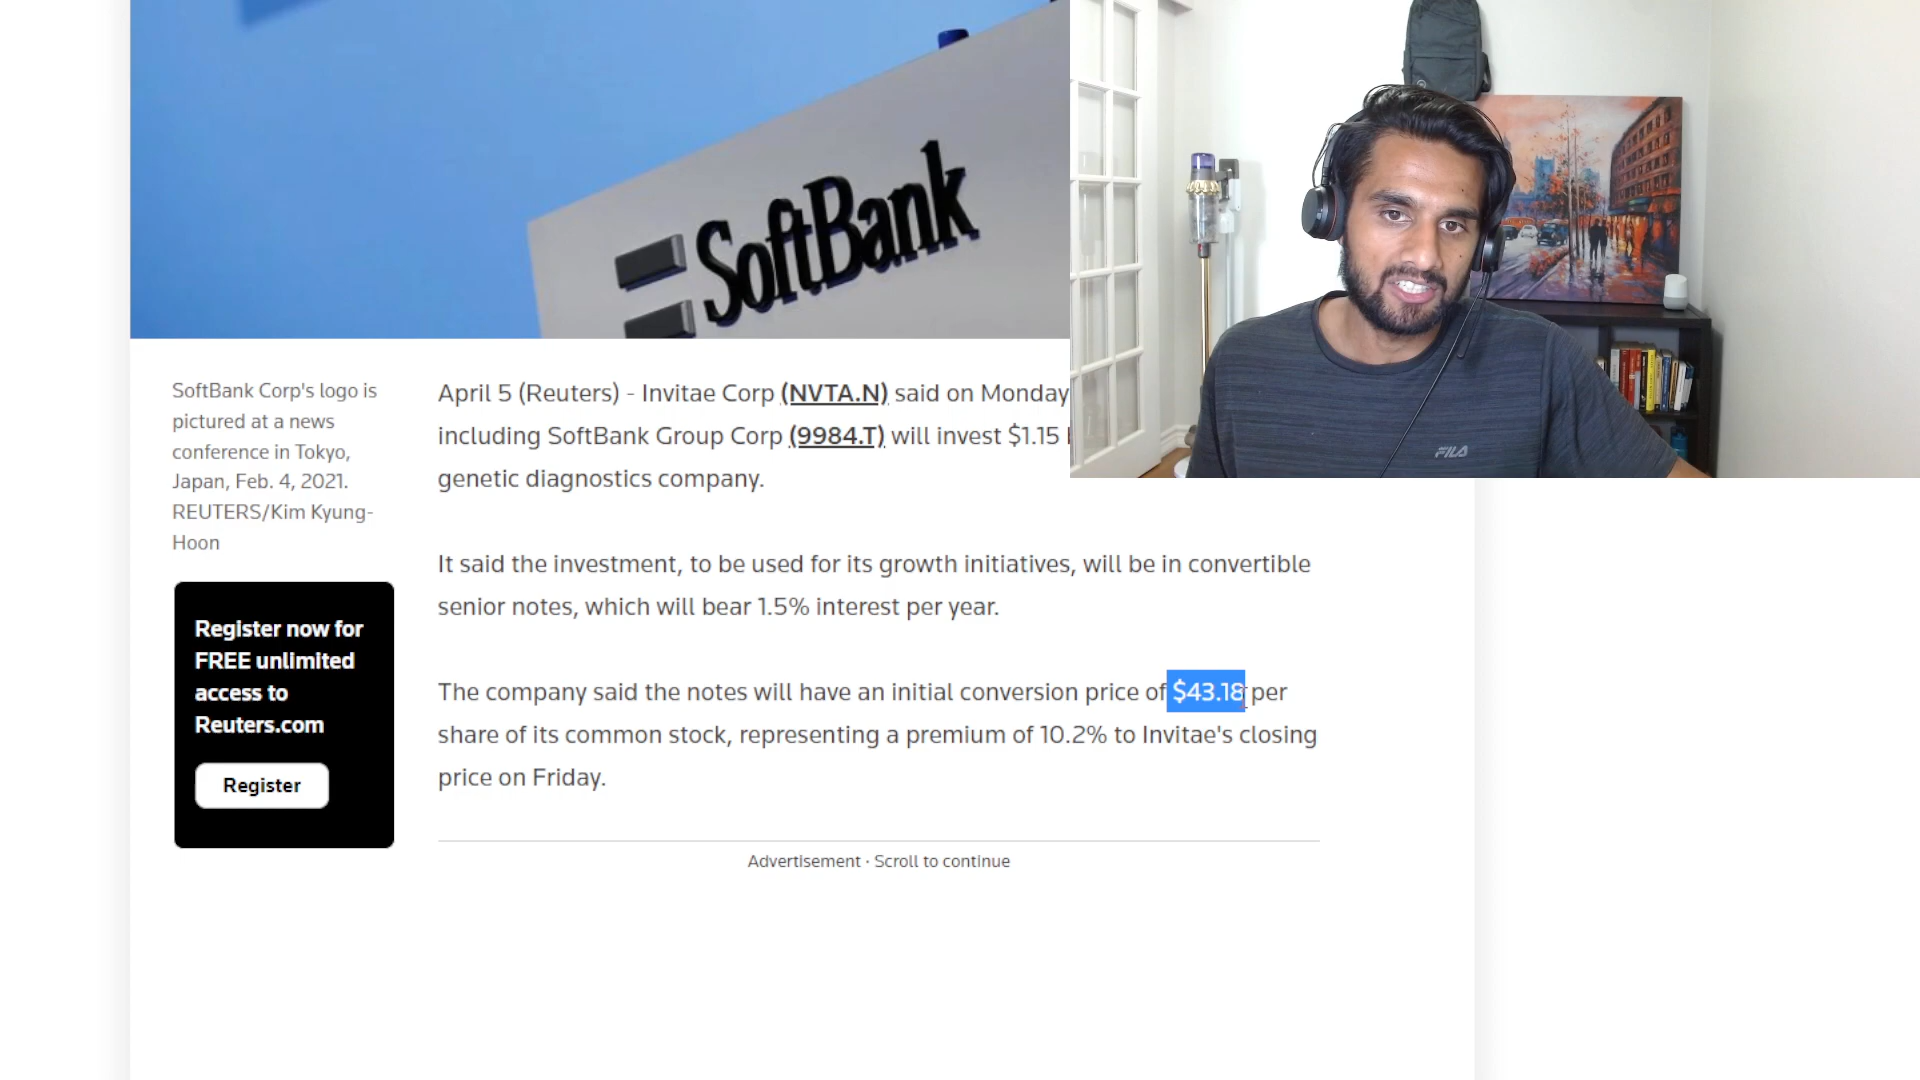 SoftBank
SoftBank Corp's logo is
pictured at a news
conference in Tokyo,
Japan, Feb. 4, 2021.
REUTERS/Kim Kyung-
Hoon
Register now for
FREE unlimited
access to
Reuters.com
Register
April 5 (Reuters) - Invitae Corp (NVTA.N) said on Monday
including SoftBank Group Corp (9984.T) will invest $1.15
genetic diagnostics company.
It said the investment, to be used for its growth initiatives, will be in convertible
senior notes, which will bear 1.5% interest per year.
The company said the notes will have an initial conversion price of $43.18 per
share of its common stock, representing a premium of 10.2% to Invitae's closing
price on Friday.
Advertisement · Scroll to continue
FILA